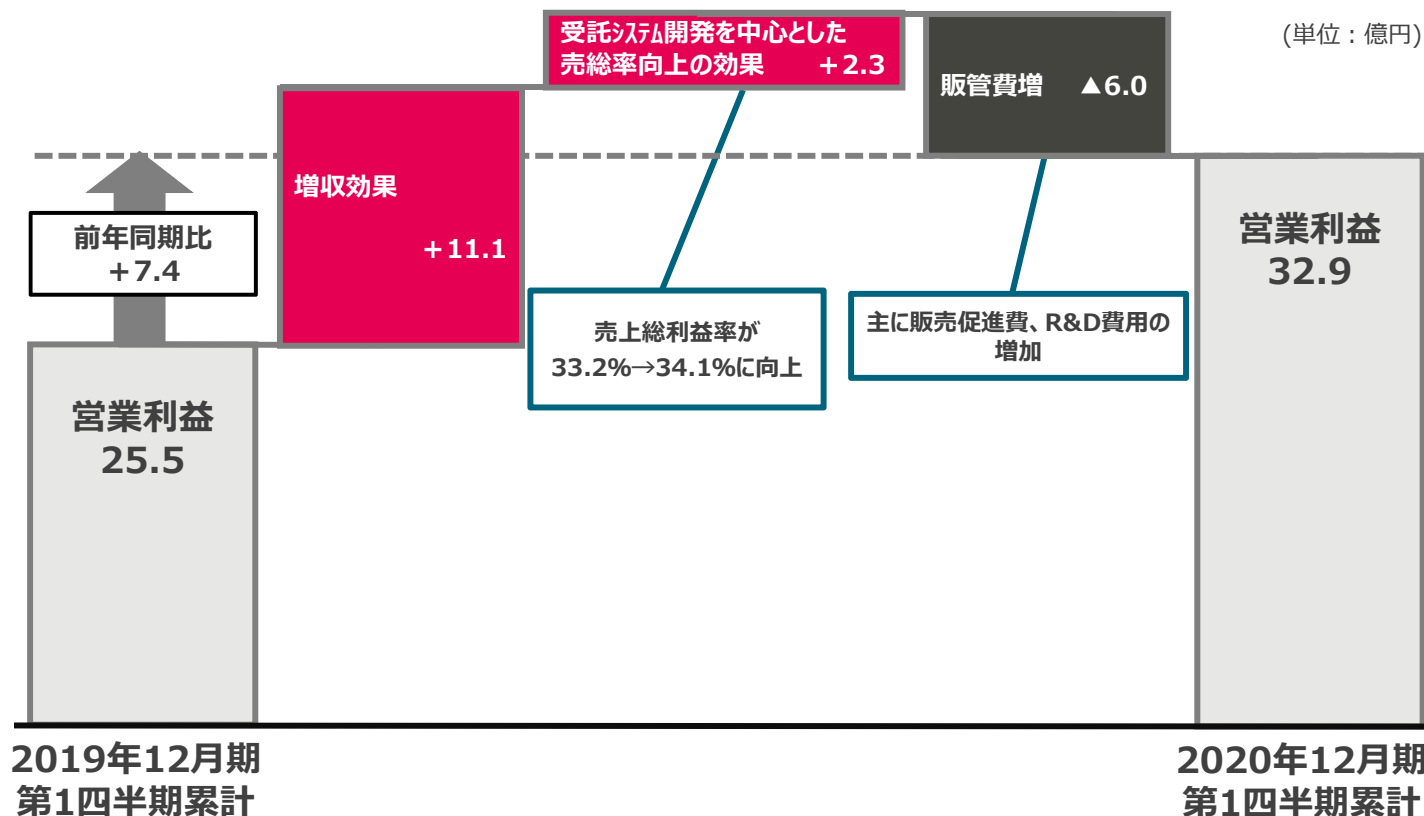 (単位：億円)
受託ｼｽﾃﾑ開発を中心とした
売総率向上の効果　　＋2.3
販管費増　▲6.0
増収効果
＋11.1
前年同期比
＋7.4
営業利益
25.5
売上総利益率が
33.2%→34.1%に向上
主に販売促進費、R&D費用の
増加
営業利益
32.9
2019年12月期
第1四半期累計
2020年12月期
第1四半期累計